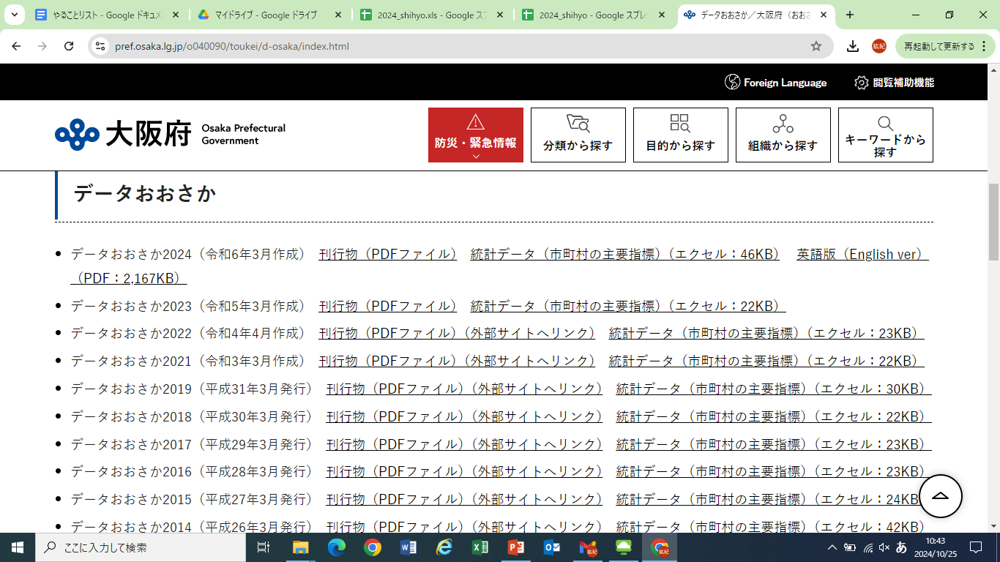 やることリスト - Google ドキュメ
マイドライブ - Google ドライブ
2024_shihyo.xls - Google スプ
2024_shihyo - Google スプレッ
データおおさか／大阪府（おおさ
pref.osaka.lg.jp/o040090/toukei/d-osaka/index.html
紘紀
再起動して更新する
Foreign Language
閲覧補助機能
大阪府
Osaka Prefectural
Government
防災・緊急情報
分類から探す
目的から探す
組織から探す
キーワードから
探す
データおおさか
データおおさか2024（令和6年3月作成） 刊行物（PDFファイル） 統計データ（市町村の主要指標）（エクセル：46KB） 英語版（English ver）
（PDF：2,167KB）
データおおさか2023（令和5年3月作成） 刊行物（PDFファイル） 統計データ（市町村の主要指標）（エクセル：22KB）
データおおさか2022（令和4年4月作成） 刊行物（PDFファイル）（外部サイトへリンク） 統計データ（市町村の主要指標）（エクセル：23KB）
データおおさか2021（令和3年3月作成） 刊行物（PDFファイル）（外部サイトへリンク） 統計データ（市町村の主要指標）（エクセル：22KB）
データおおさか2019（平成31年3月発行） 刊行物（PDFファイル）（外部サイトへリンク） 統計データ（市町村の主要指標）（エクセル：30KB）
データおおさか2018（平成30年3月発行） 刊行物（PDFファイル）（外部サイトへリンク） 統計データ（市町村の主要指標）（エクセル：22KB）
データおおさか2017（平成29年3月発行） 刊行物（PDFファイル）（外部サイトへリンク） 統計データ（市町村の主要指標）（エクセル：23KB）
データおおさか2016（平成28年3月発行） 刊行物（PDFファイル）（外部サイトへリンク） 統計データ（市町村の主要指標）（エクセル：23KB）
データおおさか2015（平成27年3月発行） 刊行物（PDFファイル）（外部サイトへリンク） 統計データ（市町村の主要指標）（エクセル：24KB
データおおさか2014（平成26年3月発行） 刊行物（PDFファイル）（外部サイトへリンク） 統計データ（市町村の主要指標）（エクセル：42KB）
ここに入力して検索
紘紀
紘紀
あ
10:43
2024/10/25